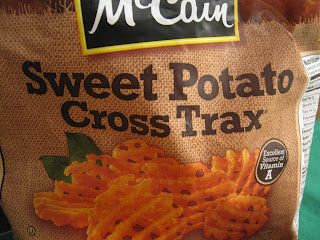 McCain
Sweet Potato
Cross Trax
Excellent
Source of
Vitamin
A